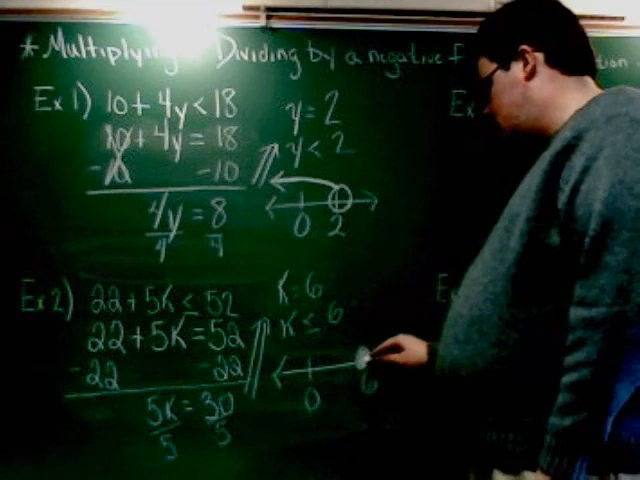 * Multiplying Dividing by a negative
Ex 1) 10 + 4y < 18
10 + 4y = 18
-10 -10
4y = 8
4 4
y = 2
y < 2
0 2
Ex 2) 22 + 5K ≤ 52
22 + 5K = 52
-22 -22
5K = 30
5 5
K = 6
K ≤ 6
0 6
Ex